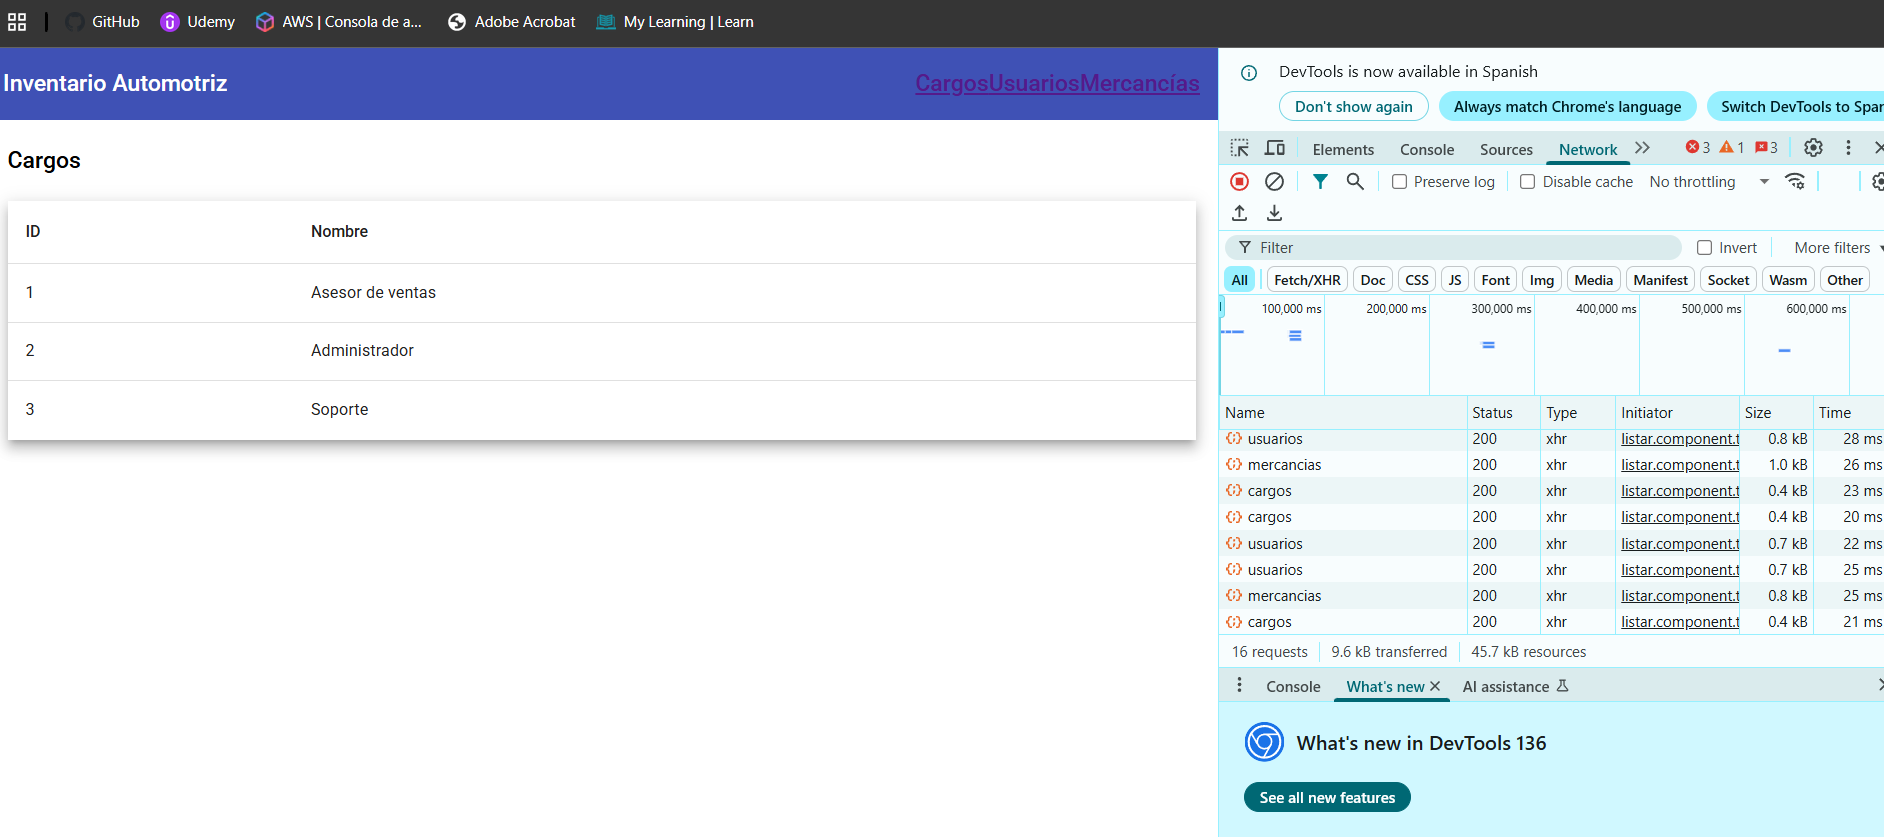 GitHub Udemy AWS | Consola de a... Adobe Acrobat My Learning | Learn
Inventario Automotriz CargosUsuariosMercancías
Cargos
ID Nombre
1 Asesor de ventas
2 Administrador
3 Soporte
DevTools is now available in Spanish
Don't show again Always match Chrome's language Switch DevTools to Spar
Elements Console Sources Network 3 1 3
Preserve log Disable cache No throttling
Filter Invert More filters
All Fetch/XHR Doc CSS JS Font Img Media Manifest Socket Wasm Other
100,000 ms 200,000 ms 300,000 ms 400,000 ms 500,000 ms 600,000 ms
Name Status Type Initiator Size Time
usuarios 200 xhr listar.component.t 0.8 kB 28 ms
mercancias 200 xhr listar.component.t 1.0 kB 26 ms
cargos 200 xhr listar.component.t 0.4 kB 23 ms
cargos 200 xhr listar.component.t 0.4 kB 20 ms
usuarios 200 xhr listar.component.t 0.7 kB 22 ms
usuarios 200 xhr listar.component.t 0.7 kB 25 ms
mercancias 200 xhr listar.component.t 0.8 kB 25 ms
cargos 200 xhr listar.component.t 0.4 kB 21 ms
16 requests 9.6 kB transferred 45.7 kB resources
Console What's new AI assistance
What's new in DevTools 136
See all new features